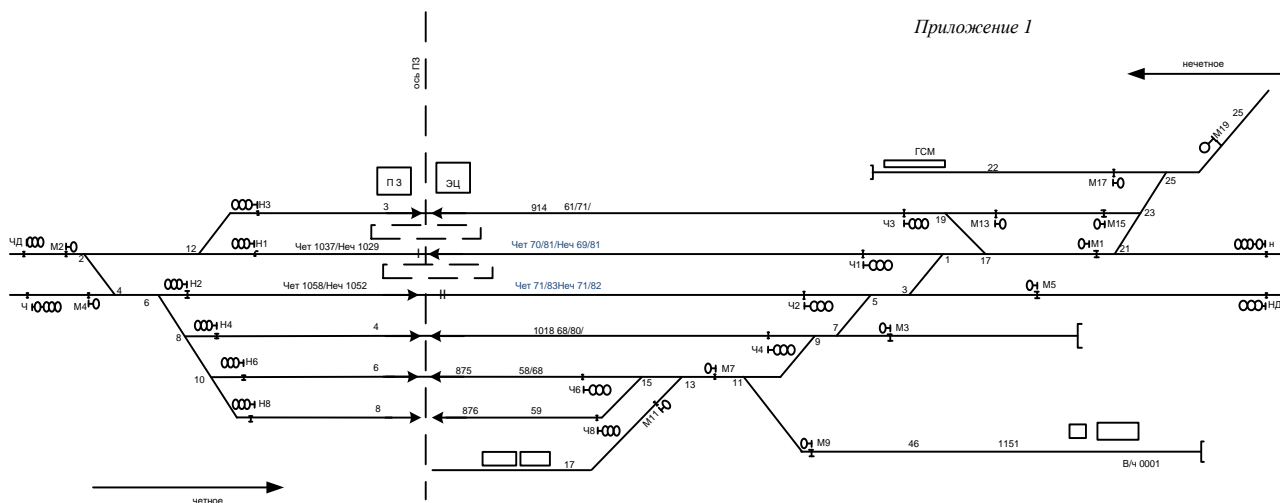 Приложение 1
ось ПЗ
нечетное
25
М19
ГСМ
22
М17
25
П З
ЭЦ
Н3
3
914
61/71/
Ч3
19
М13
М15
23
ЧД
М2
12
Н1
Чет 1037/Неч 1029
I
Чет 70/81/Неч 69/81
Ч1
1
17
М1
21
н
2
Н2
Чет 1058/Неч 1052
II
Чет 71/83Неч 71/82
Ч2
5
3
М5
НД
Ч
М4
4
6
Н4
4
1018 68/80/
Ч4
7
9
М3
8
Н6
6
875
58/68
Ч6
15
13
М7
11
10
Н8
8
876
59
Ч8
М11
17
М9
46
1151
В/ч 0001
четное